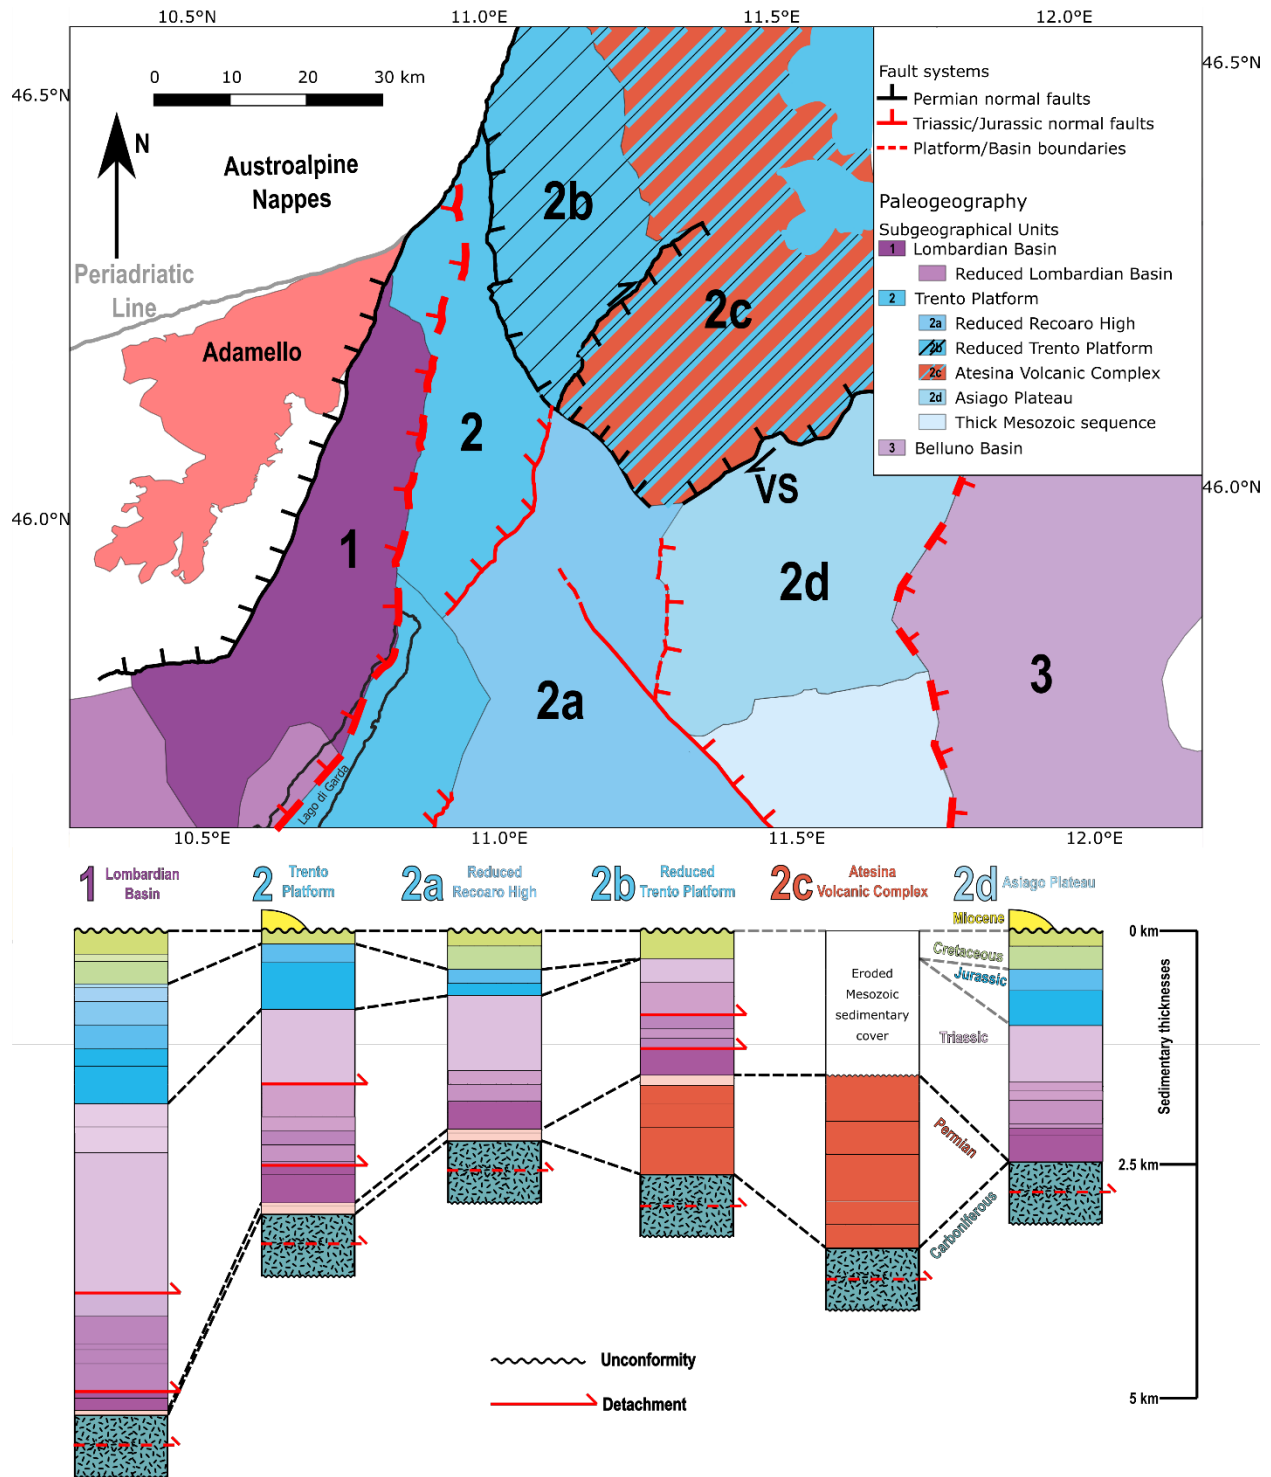 10.5°E
11.0°E
11.5°E
12.0°E
46.5°N
46.5°N
0
10
20
30 km
N
Austroalpine
Nappes
Periadriatic
Line
Adamello
2b
2c
2
VS
1
2d
2a
3
Lago di Garda
46.0°N
46.0°N
Fault systems
Permian normal faults
Triassic/Jurassic normal faults
Platform/Basin boundaries
Paleogeography
Subgeographical Units
1 Lombardian Basin
Reduced Lombardian Basin
2 Trento Platform
2a Reduced Recoaro High
2b Reduced Trento Platform
2c Atesina Volcanic Complex
2d Asiago Plateau
Thick Mesozoic sequence
3 Belluno Basin
10.5°E
11.0°E
11.5°E
12.0°E
1 Lombardian
Basin
2 Trento
Platform
2a Reduced
Recoaro High
2b Reduced
Trento Platform
2c Atesina
Volcanic Complex
2d Asiago Plateau
Miocene
Cretaceous
Jurassic
Triassic
Permian
Carboniferous
Eroded
Mesozoic
sedimentary
cover
0 km
2.5 km
5 km
Sedimentary thicknesses
Unconformity
Detachment